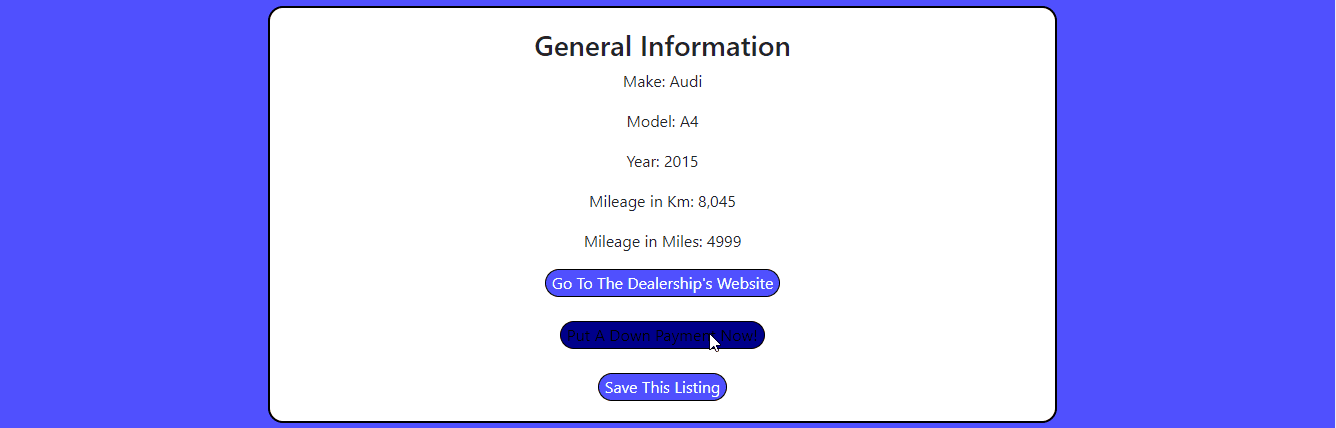 General Information
Make: Audi
Model: A4
Year: 2015
Mileage in Km: 8,045
Mileage in Miles: 4999
Go To The Dealership's Website
Put A Down Payment Now!
Save This Listing